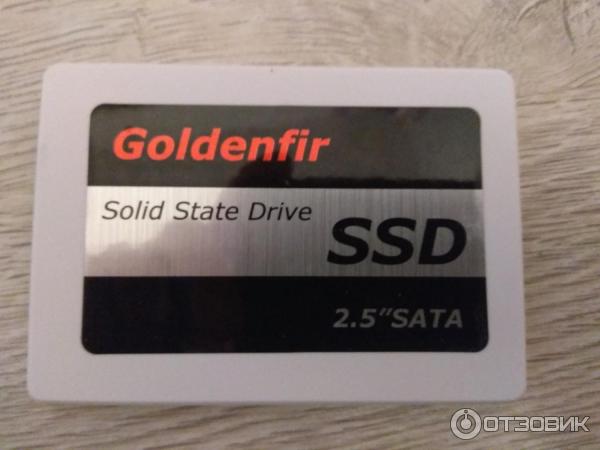 Goldenfir
Solid State Drive
SSD
2.5”SATA
ОТЗОВИК